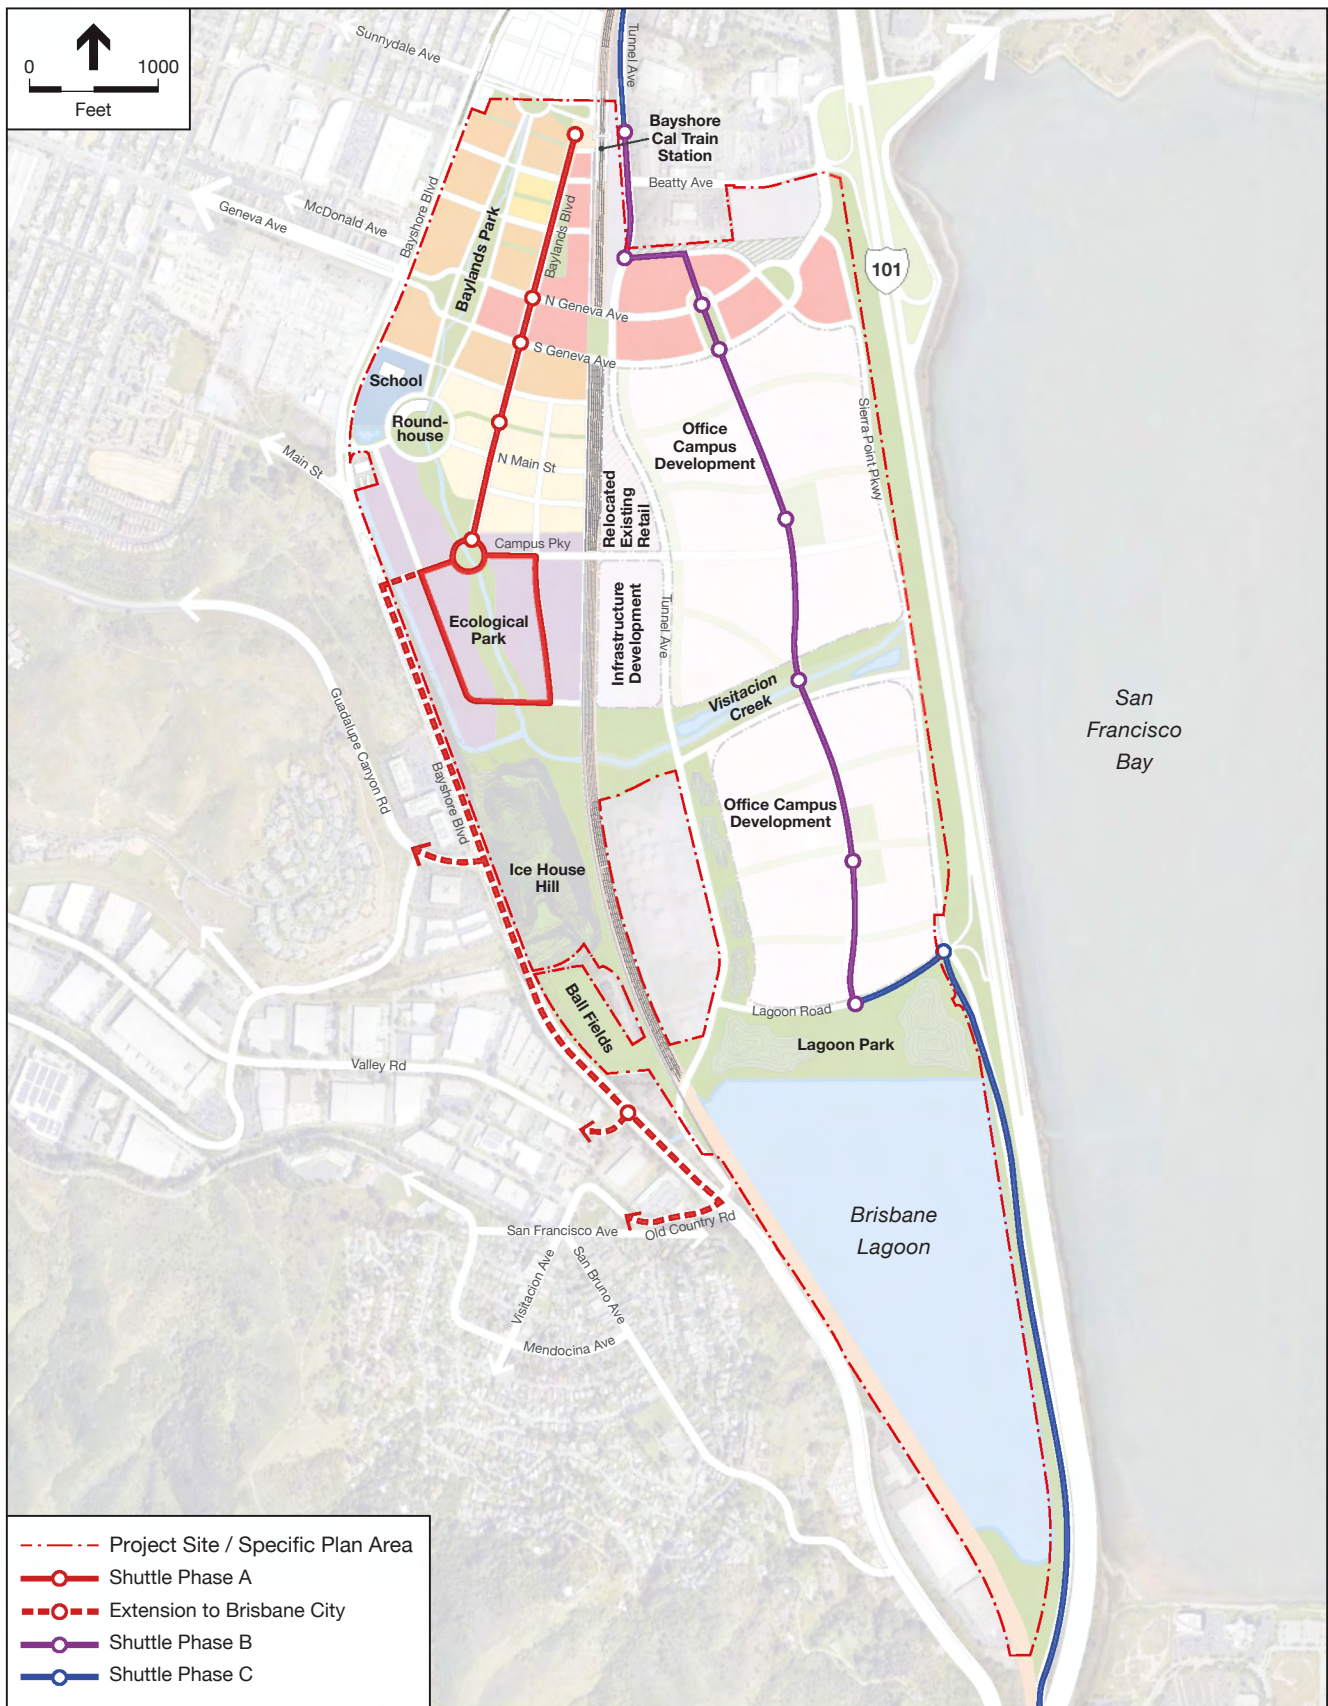 0 1000
Feet
Sunnydale Ave
Tunnel Ave
Bayshore
Cal Train
Station
Beatty Ave
Bayshore Blvd
McDonald Ave
Geneva Ave
Baylands Park
Baylands Blvd
101
N Geneva Ave
S Geneva Ave
School
Round-
house
Main St
N Main St
Office
Campus
Development
Sierra Point Pkwy
Relocated
Existing
Retail
Campus Pky
Ecological
Park
Infrastructure
Development
Tunnel Ave
Visitacion
Creek
San
Francisco
Bay
Guadalupe Canyon Rd
Bayshore Blvd
Office Campus
Development
Ice House
Hill
Ball Fields
Lagoon Road
Lagoon Park
Valley Rd
Brisbane
Lagoon
San Francisco Ave
Old Country Rd
Visitacion Ave
San Bruno Ave
Mendocina Ave
Project Site / Specific Plan Area
Shuttle Phase A
Extension to Brisbane City
Shuttle Phase B
Shuttle Phase C